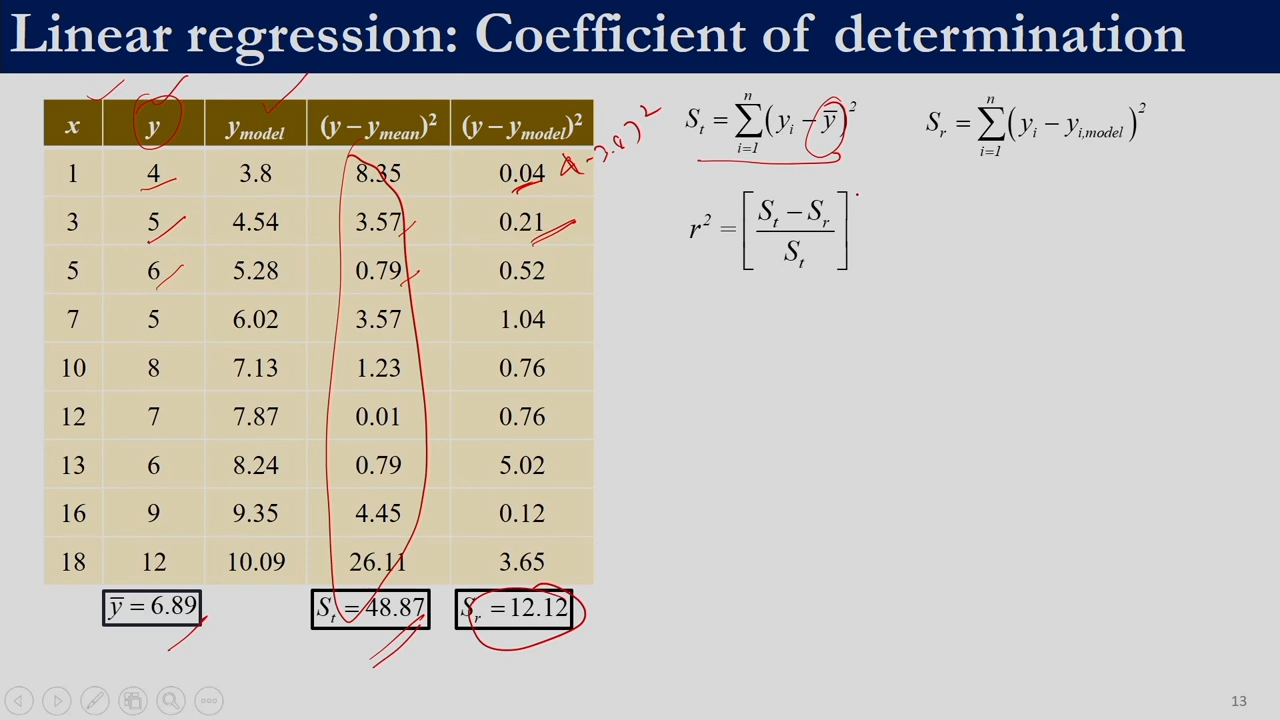 Linear regression: Coefficient of determination
x y y_model (y – y_mean)² (y – y_model)²
1 4 3.8 8.35 0.04
3 5 4.54 3.57 0.21
5 6 5.28 0.79 0.52
7 5 6.02 3.57 1.04
10 8 7.13 1.23 0.76
12 7 7.87 0.01 0.76
13 6 8.24 0.79 5.02
16 9 9.35 4.45 0.12
18 12 10.09 26.11 3.65
ȳ = 6.89 S_t = 48.87 S_r = 12.12
(4-3.8)²
S_t = ∑_{i=1}^{n} (y_i − ȳ)² S_r = ∑_{i=1}^{n} (y_i − y_{i,model})²
r² = [(S_t − S_r) / S_t]
13